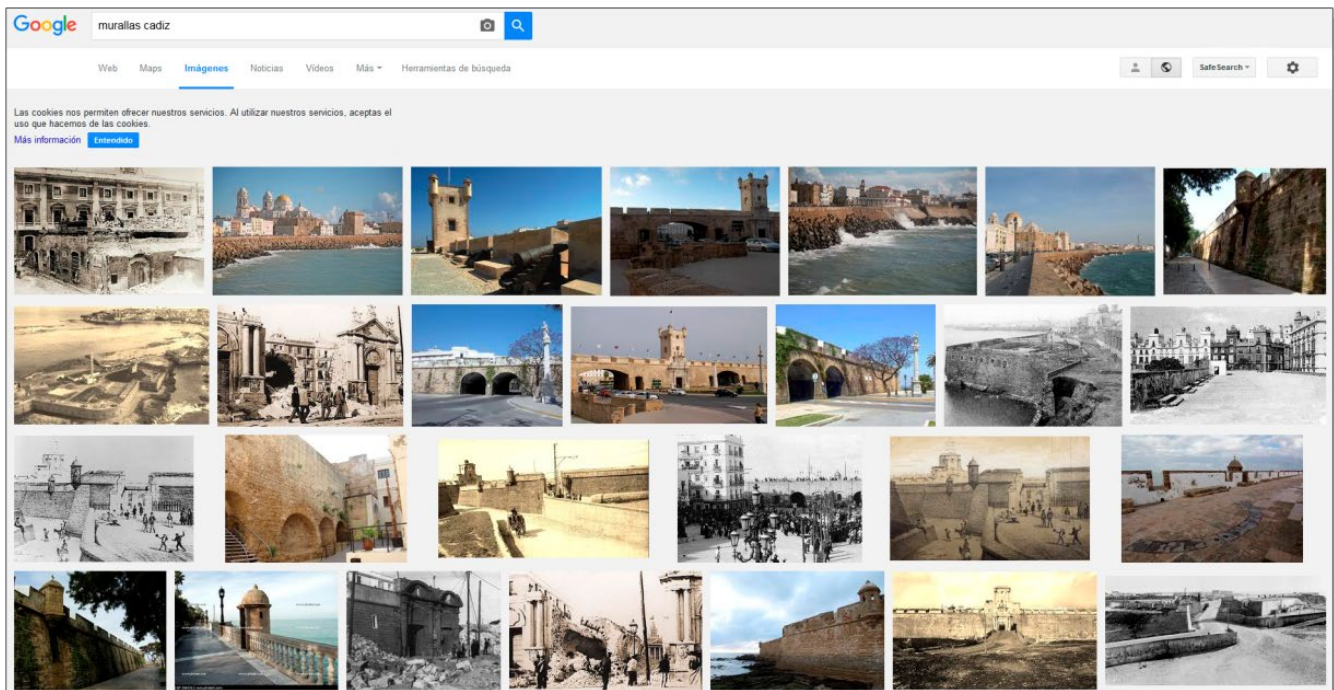 Google
murallas cadiz
Web Maps Imágenes Noticias Vídeos Más Herramientas de búsqueda
SafeSearch
Las cookies nos permiten ofrecer nuestros servicios. Al utilizar nuestros servicios, aceptas el
uso que hacemos de las cookies.
Más información Entendido